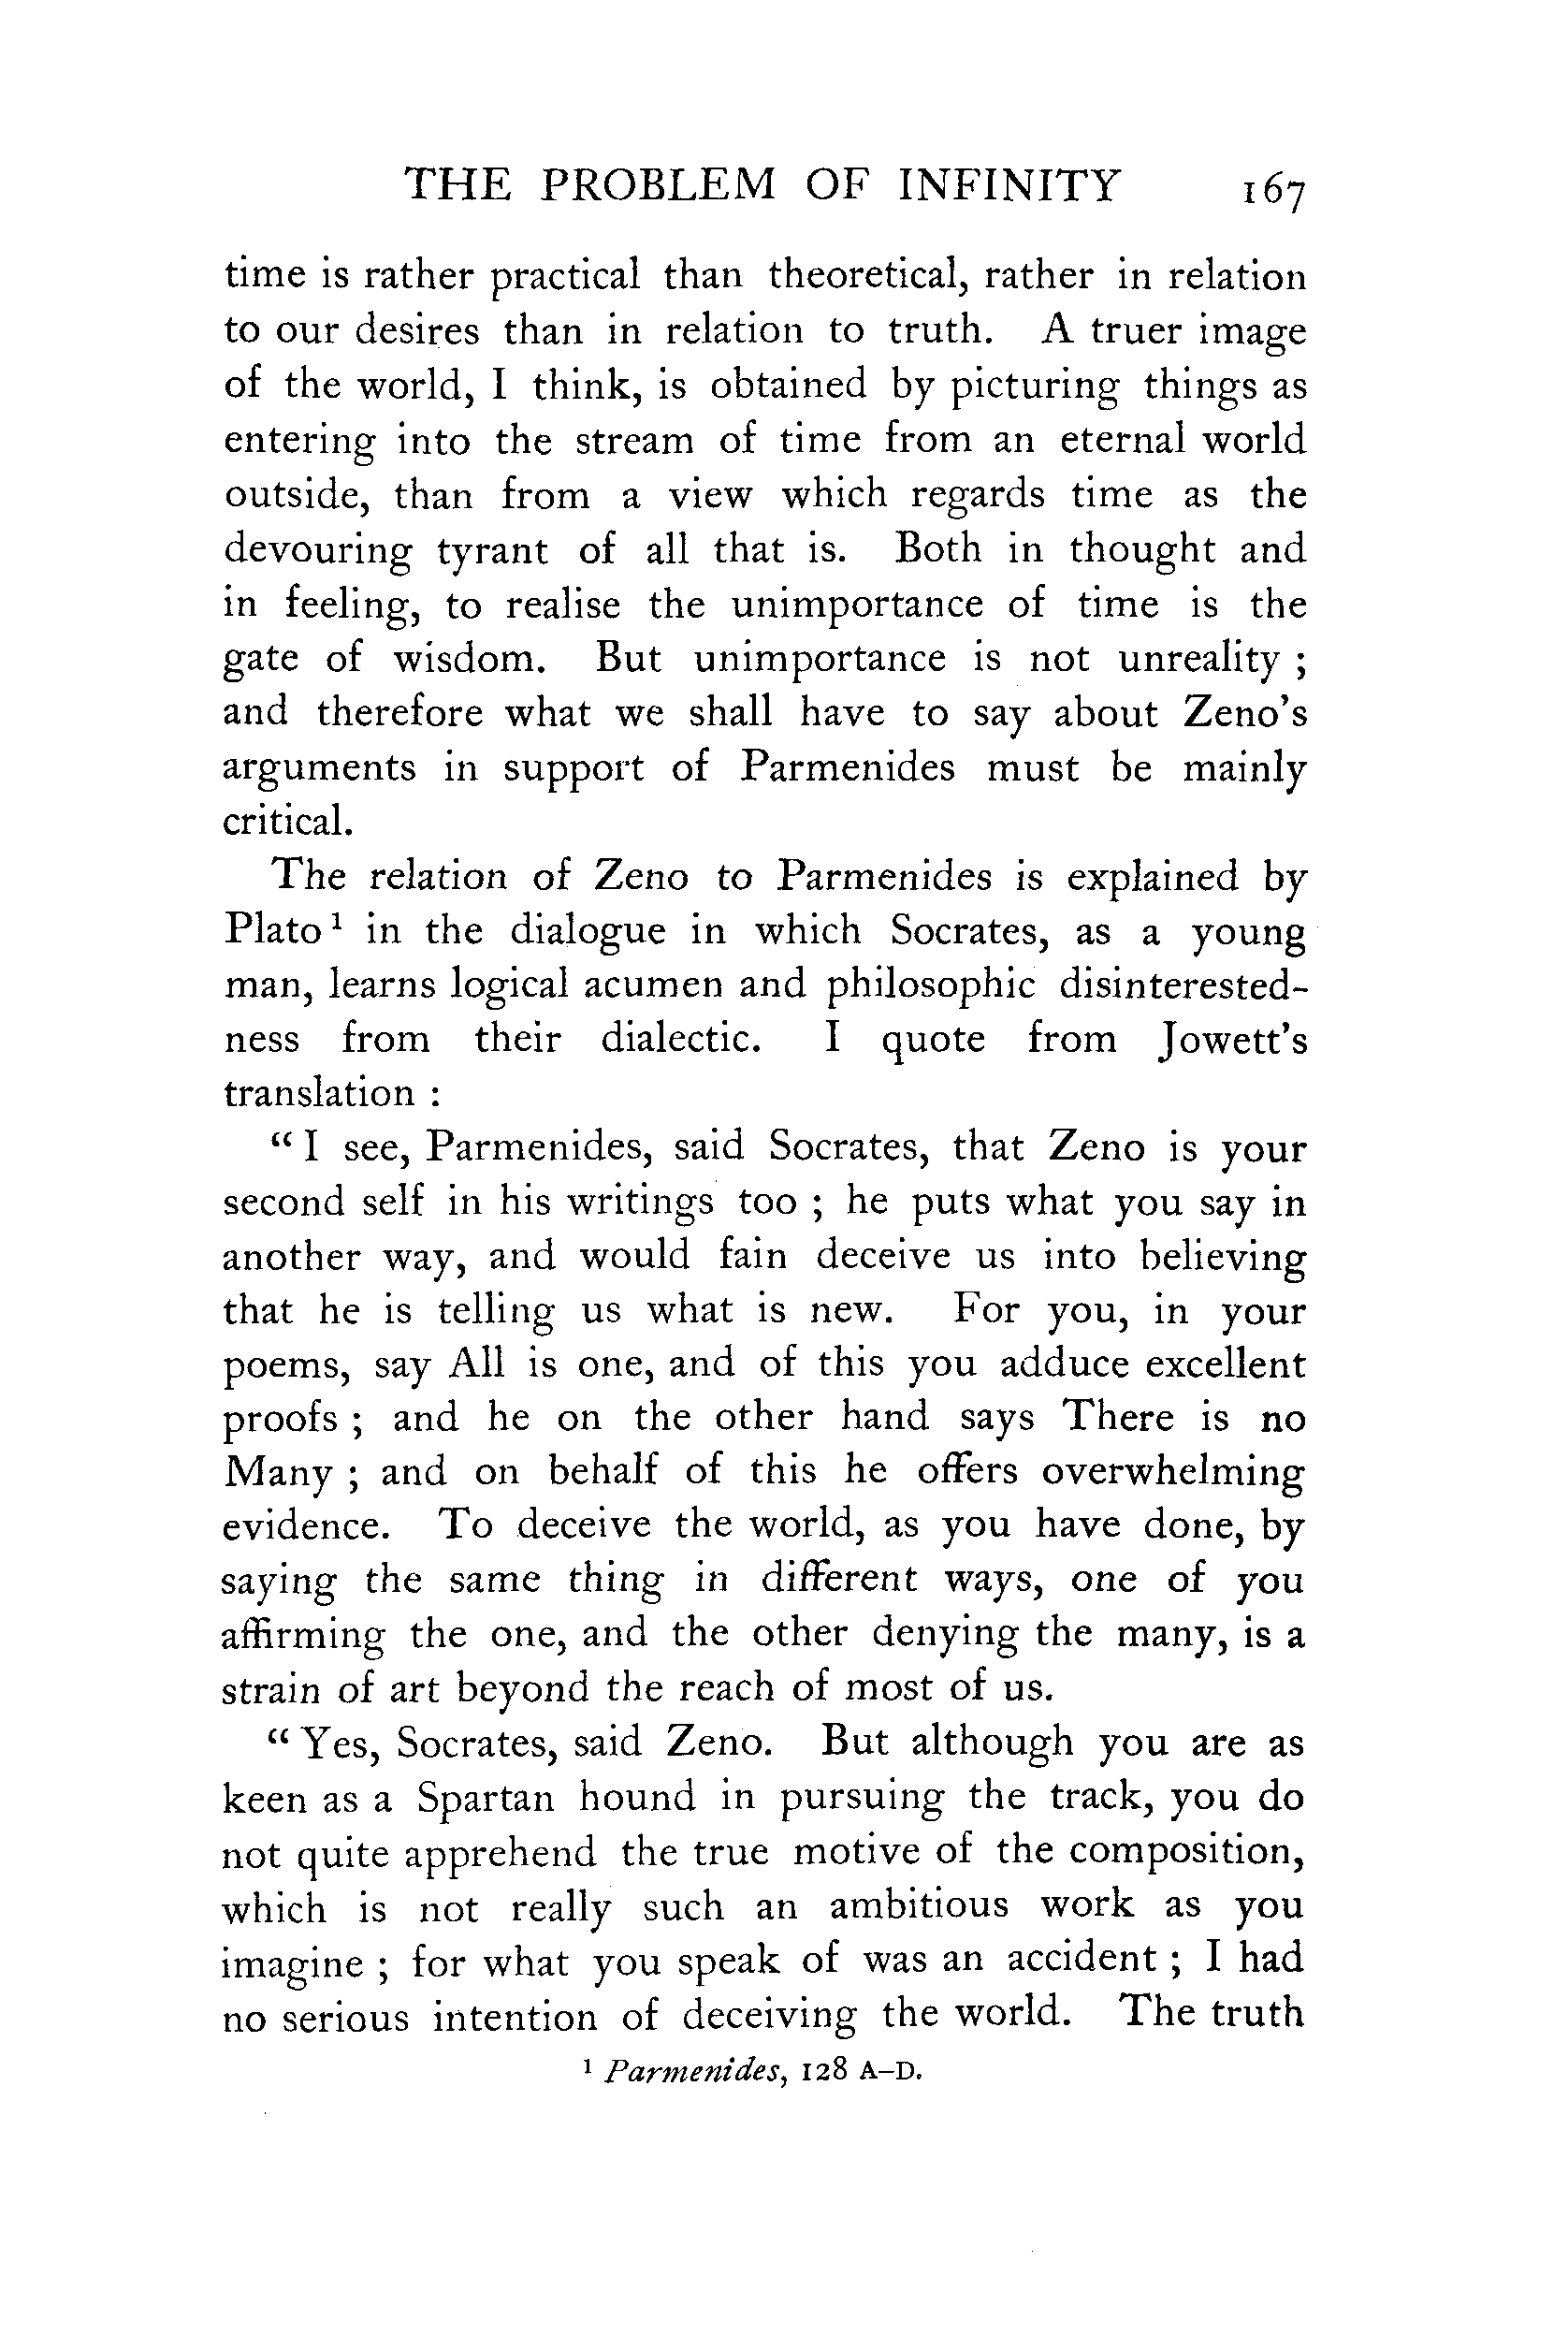 THE PROBLEM OF INFINITY 167
time is rather practical than theoretical, rather in relation
to our desires than in relation to truth. A truer image
of the world, I think, is obtained by picturing things as
entering into the stream of time from an eternal world
outside, than from a view which regards time as the
devouring tyrant of all that is. Both in thought and
in feeling, to realise the unimportance of time is the
gate of wisdom. But unimportance is not unreality ;
and therefore what we shall have to say about Zeno's
arguments in support of Parmenides must be mainly
critical.
The relation of Zeno to Parmenides is explained by
Plato ¹ in the dialogue in which Socrates, as a young
man, learns logical acumen and philosophic disinterested-
ness from their dialectic. I quote from Jowett's
translation :
“ I see, Parmenides, said Socrates, that Zeno is your
second self in his writings too ; he puts what you say in
another way, and would fain deceive us into believing
that he is telling us what is new. For you, in your
poems, say All is one, and of this you adduce excellent
proofs ; and he on the other hand says There is no
Many ; and on behalf of this he offers overwhelming
evidence. To deceive the world, as you have done, by
saying the same thing in different ways, one of you
affirming the one, and the other denying the many, is a
strain of art beyond the reach of most of us.
“ Yes, Socrates, said Zeno. But although you are as
keen as a Spartan hound in pursuing the track, you do
not quite apprehend the true motive of the composition,
which is not really such an ambitious work as you
imagine ; for what you speak of was an accident ; I had
no serious intention of deceiving the world. The truth
¹ Parmenides, 128 A–D.